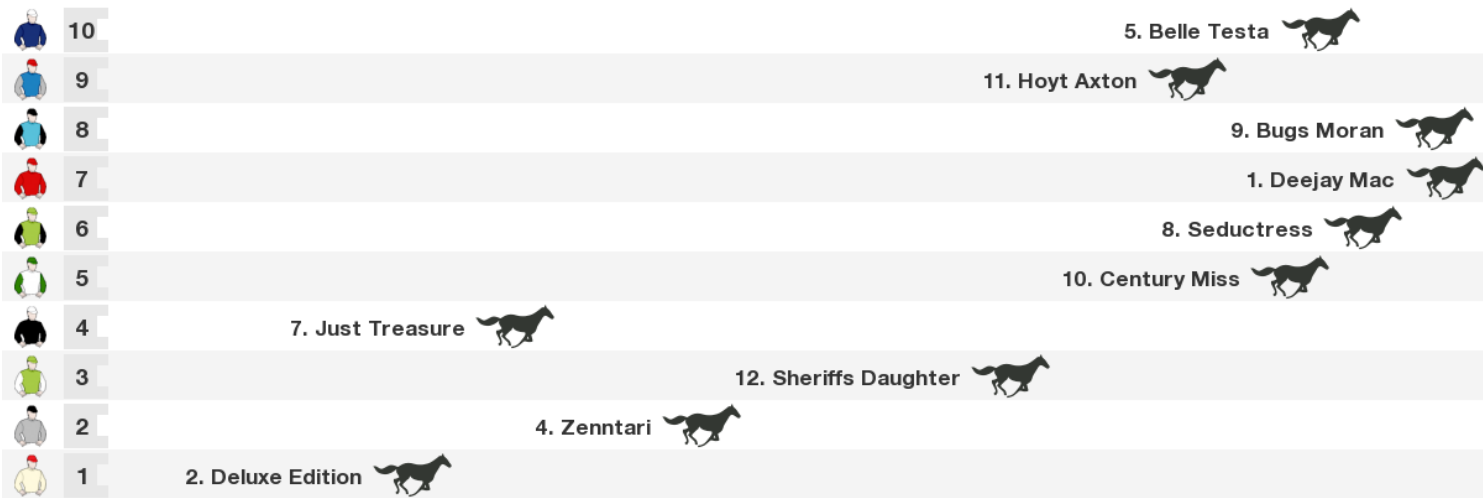 10 5. Belle Testa
9 11. Hoyt Axton
8 9. Bugs Moran
7 1. Deejay Mac
6 8. Seductress
5 10. Century Miss
4 7. Just Treasure
3 12. Sheriffs Daughter
2 4. Zenntari
1 2. Deluxe Edition